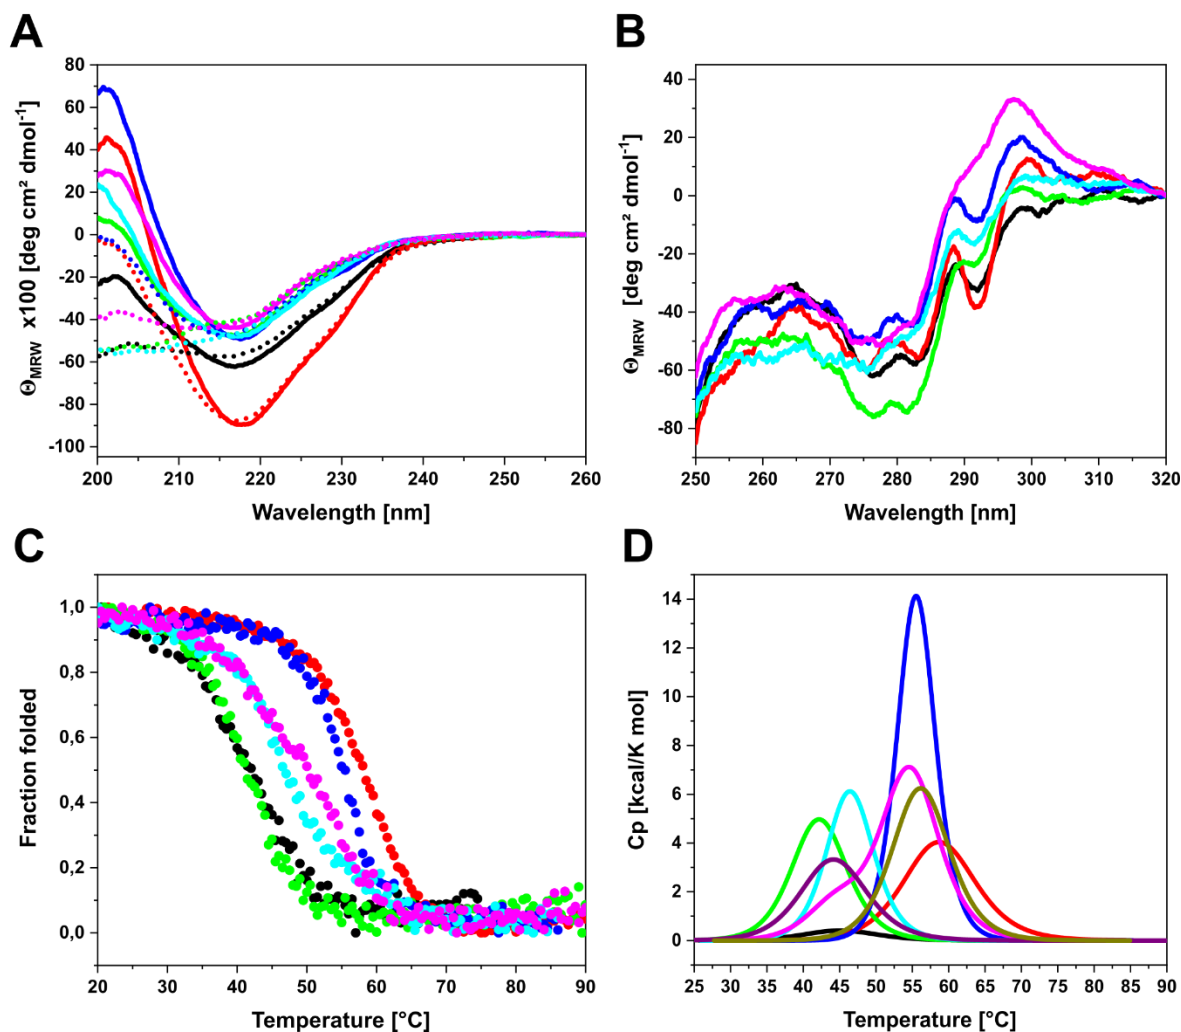 A
80
60
40
20
0
-20
-40
-60
-80
-100
200 210 220 230 240 250 260
Wavelength [nm]
ΘMRW x100 [deg cm² dmol⁻¹]
B
40
20
0
-20
-40
-60
-80
250 260 270 280 290 300 310 320
Wavelength [nm]
ΘMRW [deg cm² dmol⁻¹]
C
1,0
0,8
0,6
0,4
0,2
0,0
20 30 40 50 60 70 80 90
Temperature [°C]
Fraction folded
D
14
12
10
8
6
4
2
0
25 30 35 40 45 50 55 60 65 70 75 80 85 90
Temperature [°C]
Cp [kcal/K mol]